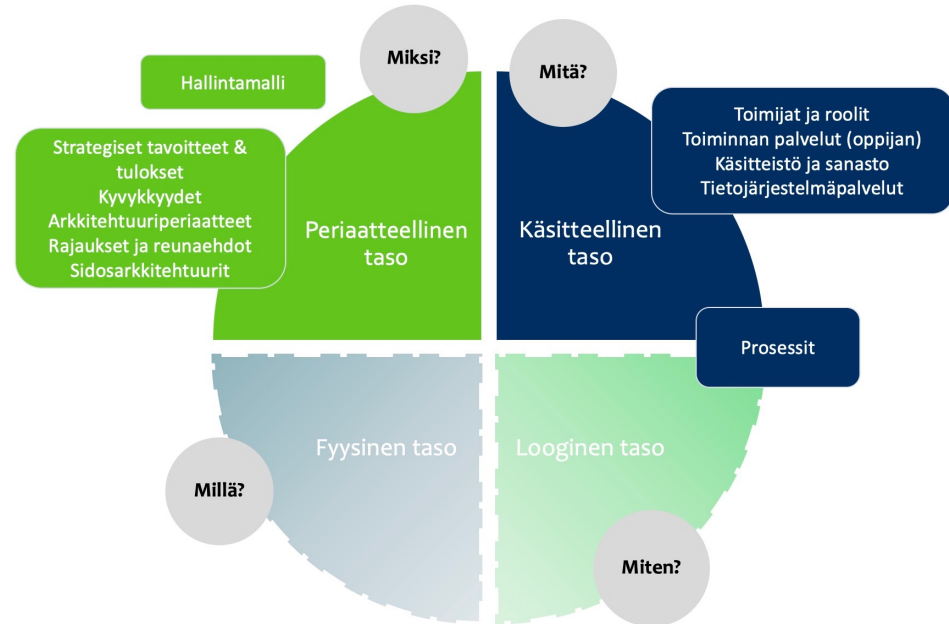 Miksi?
Mitä?
Hallintamalli
Strategiset tavoitteet &
tulokset
Kyvykkyydet
Arkkitehtuuriperiaatteet
Rajaukset ja reunaehdot
Sidosarkkitehtuurit
Periaatteellinen
taso
Käsitteellinen
taso
Toimijat ja roolit
Toiminnan palvelut (oppijan)
Käsitteistö ja sanasto
Tietojärjestelmäpalvelut
Prosessit
Fyysinen taso
Looginen taso
Millä?
Miten?